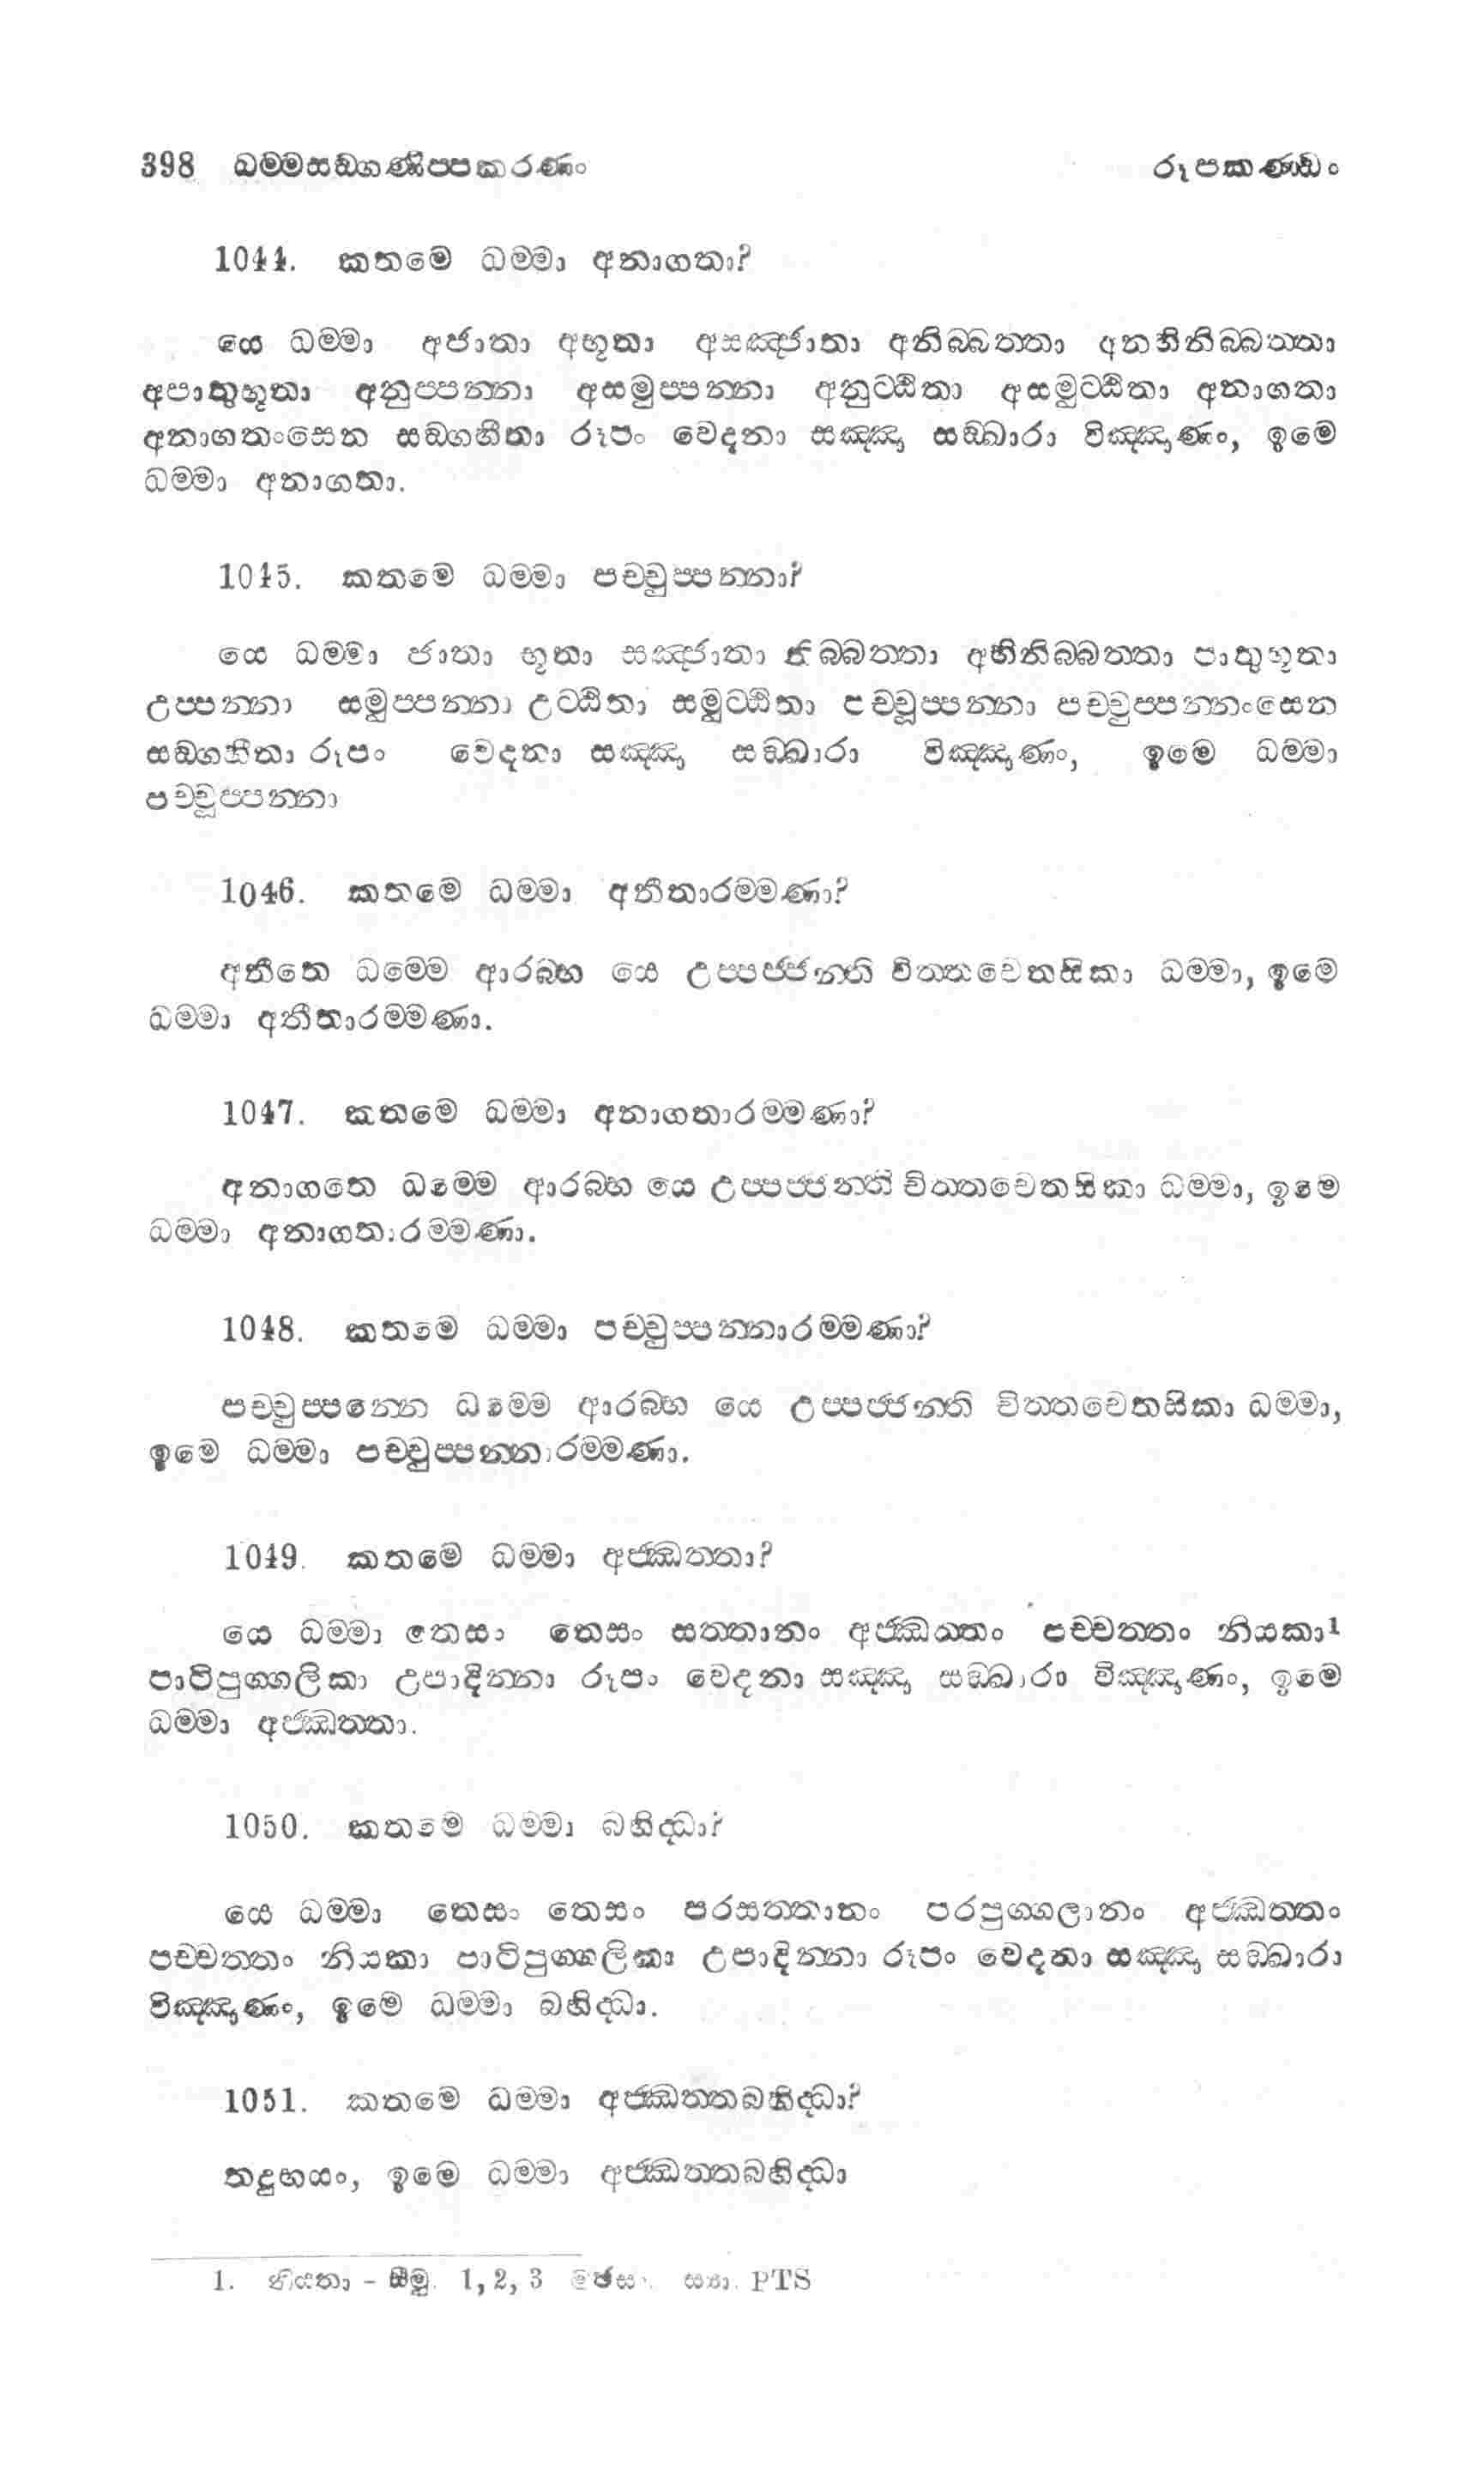 398 ධම්මසඞ්ගණිප්පකරණං රූපකණ්ඩං
1044. කතමෙ ධම්මා අනාගතා?
යෙ ධම්මා අජාතා අභූතා අසඤ්ජාතා අනිබ්බත්තා අනභිනිබ්බත්තා
අපාතුභූතා අනුප්පන්නා අසමුප්පන්නා අනුට්ඨිතා අසමුට්ඨිතා අනාගතා
අනාගතංසෙන සඞ්ගහීතා රූපං වෙදනා සඤ්ඤා සඞ්ඛාරා විඤ්ඤාණං, ඉමෙ
ධම්මා අනාගතා.
1045. කතමෙ ධම්මා පච්චුප්පන්නා?
යෙ ධම්මා ජාතා භූතා සඤ්ජාතා නිබ්බත්තා අභිනිබ්බත්තා පාතුභූතා
උප්පන්නා සමුප්පන්නා උට්ඨිතා සමුට්ඨිතා පච්චුප්පන්නා පච්චුප්පන්නංසෙන
සඞ්ගහීතා රූපං වෙදනා සඤ්ඤා සඞ්ඛාරා විඤ්ඤාණං, ඉමෙ ධම්මා
පච්චුප්පන්නා
1046. කතමෙ ධම්මා අතීතාරම්මණා?
අතීතෙ ධම්මෙ ආරබ්භ යෙ උප්පජ්ජන්ති චිත්තචෙතසිකා ධම්මා, ඉමෙ
ධම්මා අතීතාරම්මණා.
1047. කතමෙ ධම්මා අනාගතාරම්මණා?
අනාගතෙ ධම්මෙ ආරබ්භ යෙ උප්පජ්ජන්ති චිත්තචෙතසිකා ධම්මා, ඉමෙ
ධම්මා අනාගතාරම්මණා.
1048. කතමෙ ධම්මා පච්චුප්පන්නාරම්මණා?
පච්චුප්පන්නෙ ධම්මෙ ආරබ්භ යෙ උප්පජ්ජන්ති චිත්තචෙතසිකා ධම්මා,
ඉමෙ ධම්මා පච්චුප්පන්නාරම්මණා.
1049. කතමෙ ධම්මා අජ්ඣත්තා?
යෙ ධම්මා තෙසං තෙසං සත්තානං අජ්ඣත්තං පච්චත්තං නියකා¹
පාටිපුග්ගලිකා උපාදින්නා රූපං වෙදනා සඤ්ඤා සඞ්ඛාරා විඤ්ඤාණං, ඉමෙ
ධම්මා අජ්ඣත්තා.
1050. කතමෙ ධම්මා බහිද්ධා?
යෙ ධම්මා තෙසං තෙසං පරසත්තානං පරපුග්ගලානං අජ්ඣත්තං
පච්චත්තං නියකා පාටිපුග්ගලිකා උපාදින්නා රූපං වෙදනා සඤ්ඤා සඞ්ඛාරා
විඤ්ඤාණං, ඉමෙ ධම්මා බහිද්ධා.
1051. කතමෙ ධම්මා අජ්ඣත්තබහිද්ධා?
තදුභයං, ඉමෙ ධම්මා අජ්ඣත්තබහිද්ධා
1. නියතා - සීමු. 1, 2, 3 මඡසං. ස්‍යා. PTS